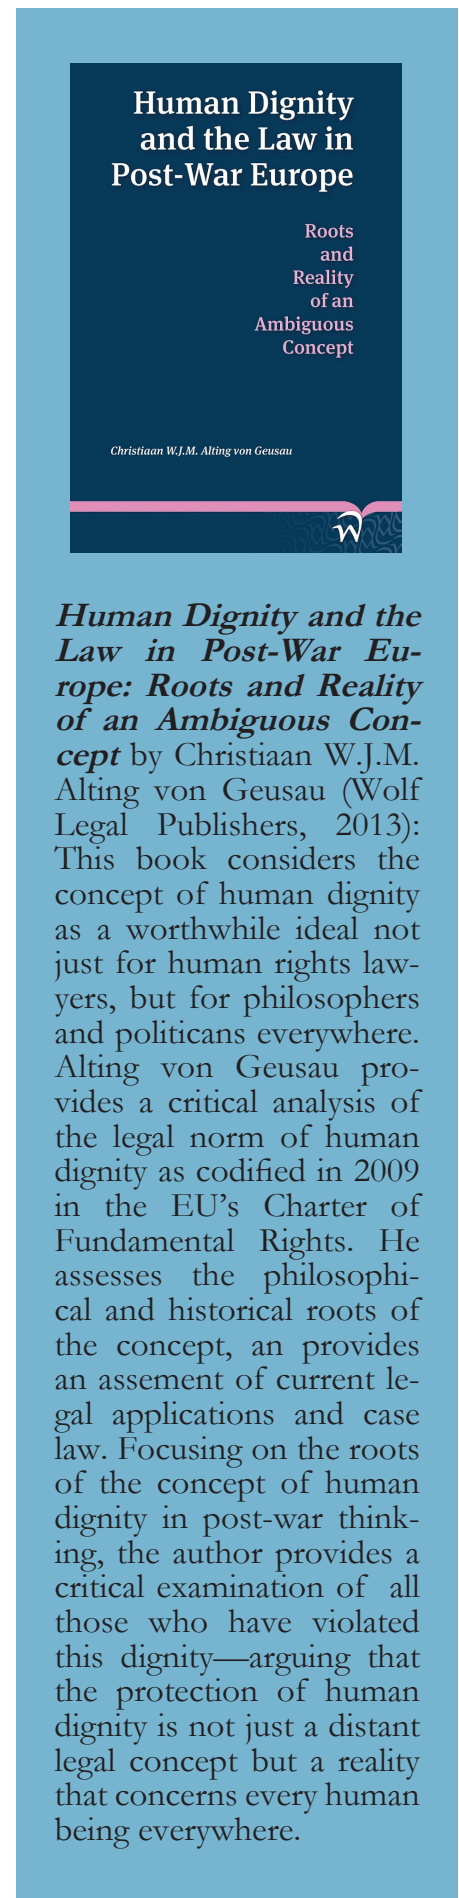 Human Dignity
and the Law in
Post-War Europe
Roots
and
Reality
of an
Ambiguous
Concept
Christiaan W.J.M. Alting von Geusau
Human Dignity and the
Law in Post-War Eu-
rope: Roots and Reality
of an Ambiguous Con-
cept by Christiaan W.J.M.
Alting von Geusau (Wolf
Legal Publishers, 2013):
This book considers the
concept of human dignity
as a worthwhile ideal not
just for human rights law-
yers, but for philosophers
and politicans everywhere.
Alting von Geusau pro-
vides a critical analysis of
the legal norm of human
dignity as codified in 2009
in the EU’s Charter of
Fundamental Rights. He
assesses the philosophi-
cal and historical roots of
the concept, an provides
an assement of current le-
gal applications and case
law. Focusing on the roots
of the concept of human
dignity in post-war think-
ing, the author provides a
critical examination of all
those who have violated
this dignity—arguing that
the protection of human
dignity is not just a distant
legal concept but a reality
that concerns every human
being everywhere.